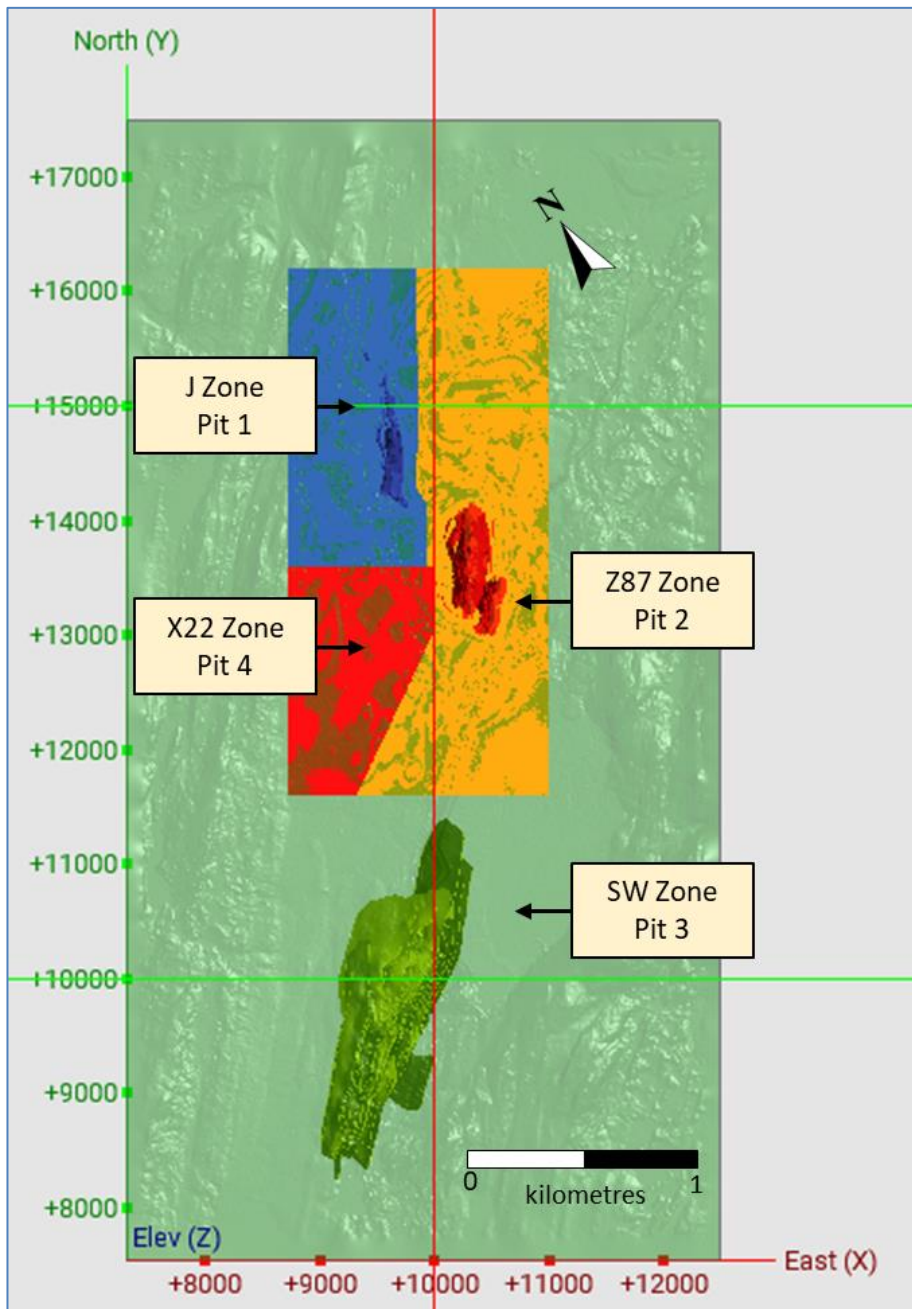 North (Y)
+17000
N
+16000
J Zone
Pit 1
+15000
+14000
Z87 Zone
Pit 2
X22 Zone
Pit 4
+13000
+12000
+11000
SW Zone
Pit 3
+10000
+9000
0
1
kilometres
+8000
Elev (Z)
East (X)
+8000
+9000
+10000
+11000
+12000